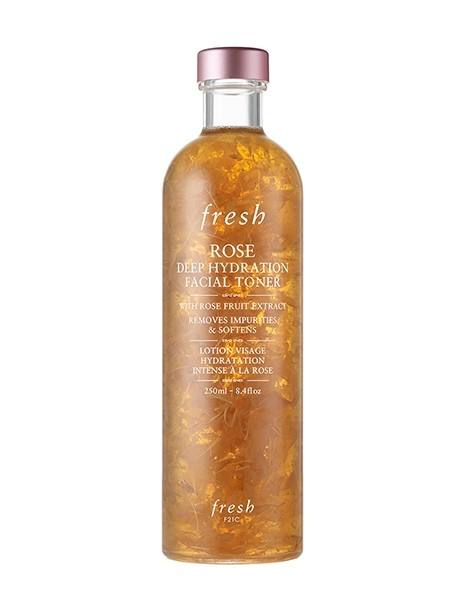 fresh
ROSE
DEEP HYDRATION
FACIAL TONER
WITH ROSE FRUIT EXTRACT
REMOVES IMPURITIES
& SOFTENS
LOTION VISAGE
HYDRATATION
INTENSE À LA ROSE
250ml - 8.4fl oz
fresh
F21C